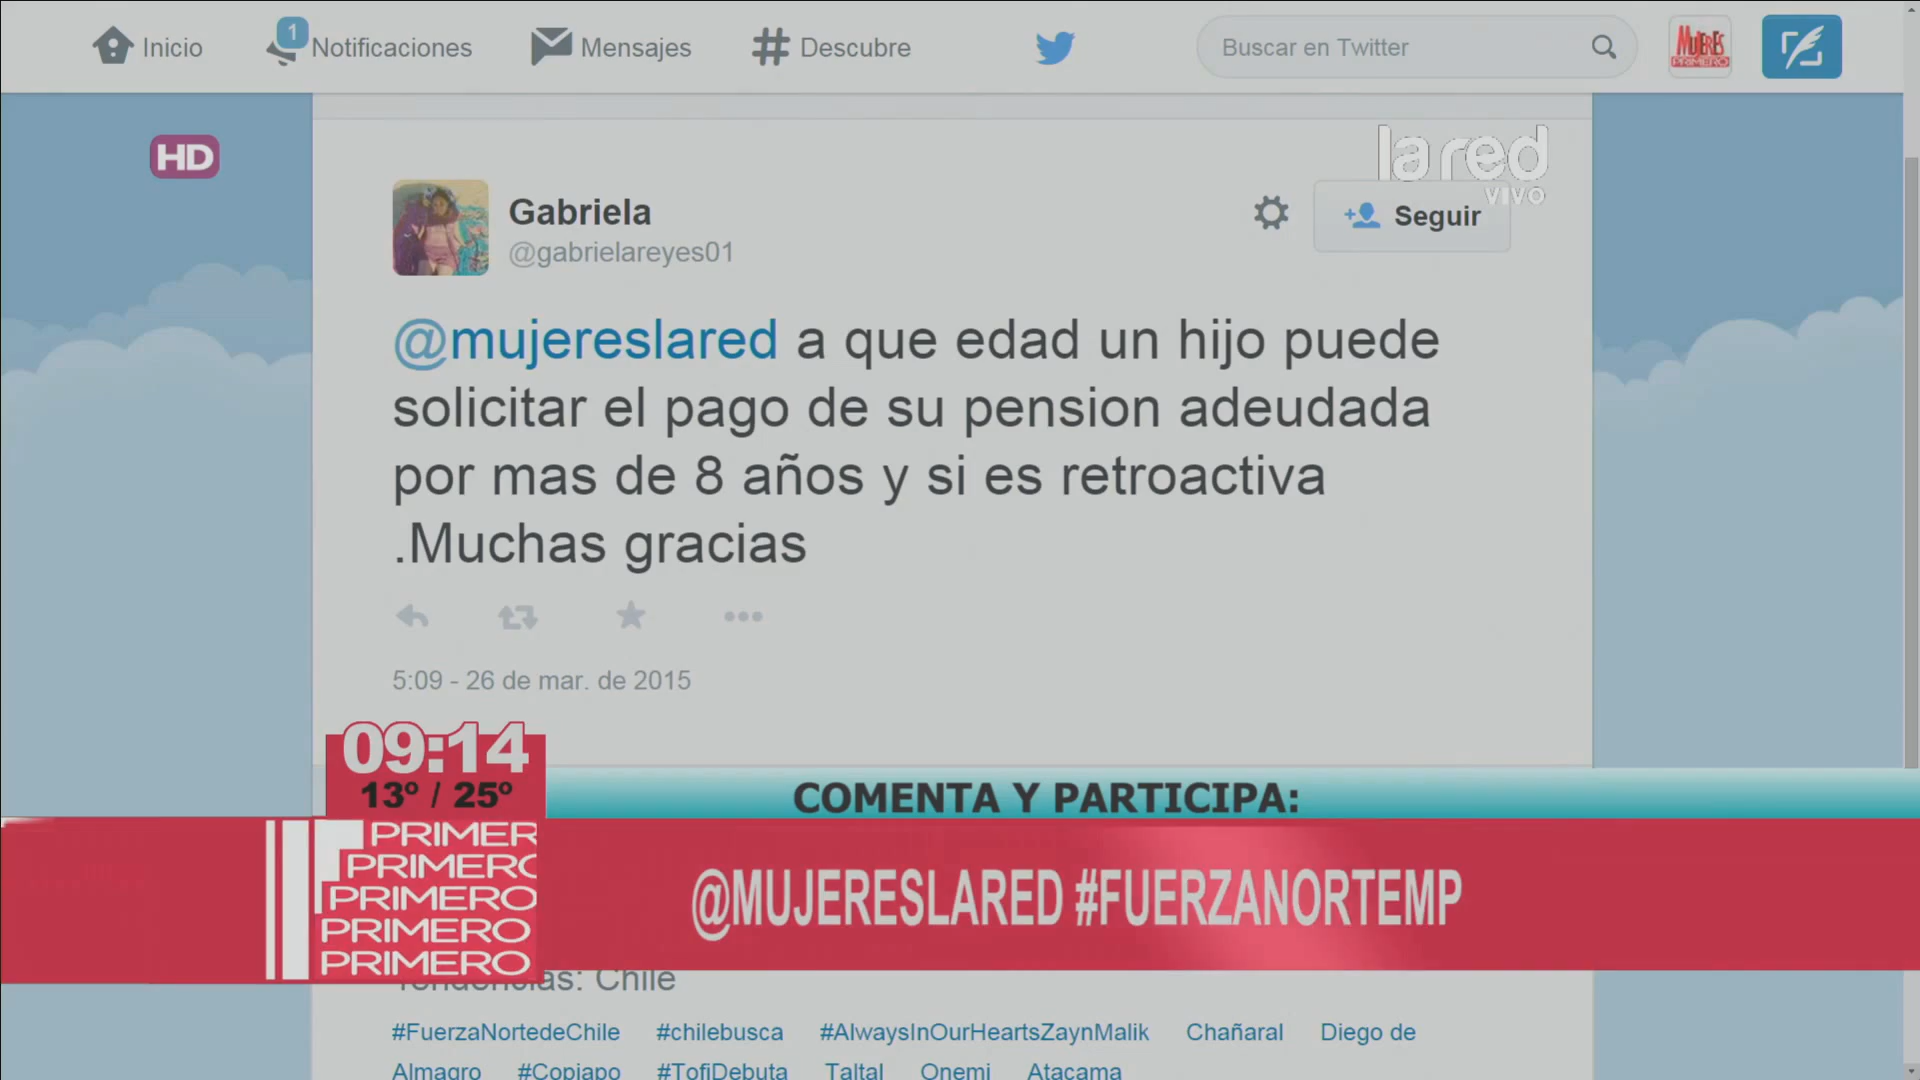 Inicio
1
Notificaciones
Mensajes
Descubre
Buscar en Twitter
MUJERES
PRIMERO
HD
la red
VIVO
Gabriela
@gabrielareyes01
Seguir
@mujereslared a que edad un hijo puede
solicitar el pago de su pension adeudada
por mas de 8 años y si es retroactiva
.Muchas gracias
5:09 - 26 de mar. de 2015
09:14
13° / 25°
COMENTA Y PARTICIPA:
PRIMER
PRIMERO
PRIMERO
PRIMERO
PRIMERO
@MUJERESLARED #FUERZANORTEMP
Tendencias: Chile
#FuerzaNortedeChile #chilebusca #AlwaysInOurHeartsZaynMalik Chañaral Diego de
Almagro #Copiapo #TofiDebuta Taltal Onemi Atacama